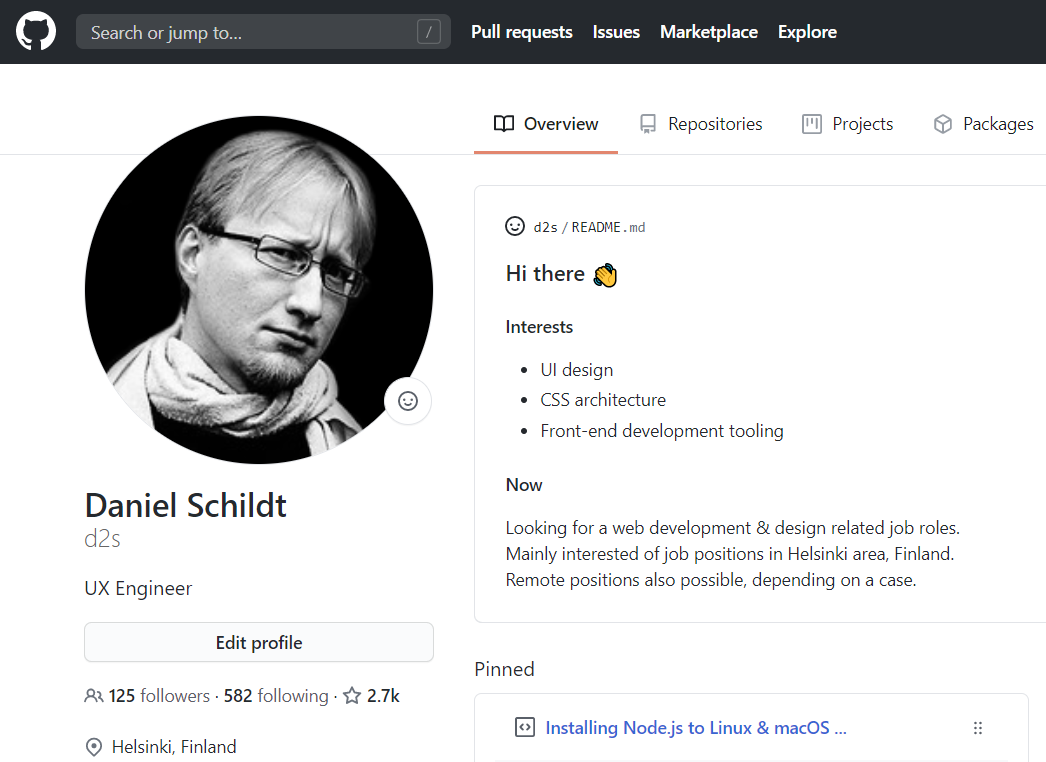 Search or jump to... /
Pull requests Issues Marketplace Explore
Overview Repositories Projects Packages
d2s / README.md
Hi there 👋
Interests
• UI design
• CSS architecture
• Front-end development tooling
Now
Looking for a web development & design related job roles.
Mainly interested of job positions in Helsinki area, Finland.
Remote positions also possible, depending on a case.
Daniel Schildt
d2s
UX Engineer
Edit profile
125 followers · 582 following · 2.7k
Helsinki, Finland
Pinned
Installing Node.js to Linux & macOS ...